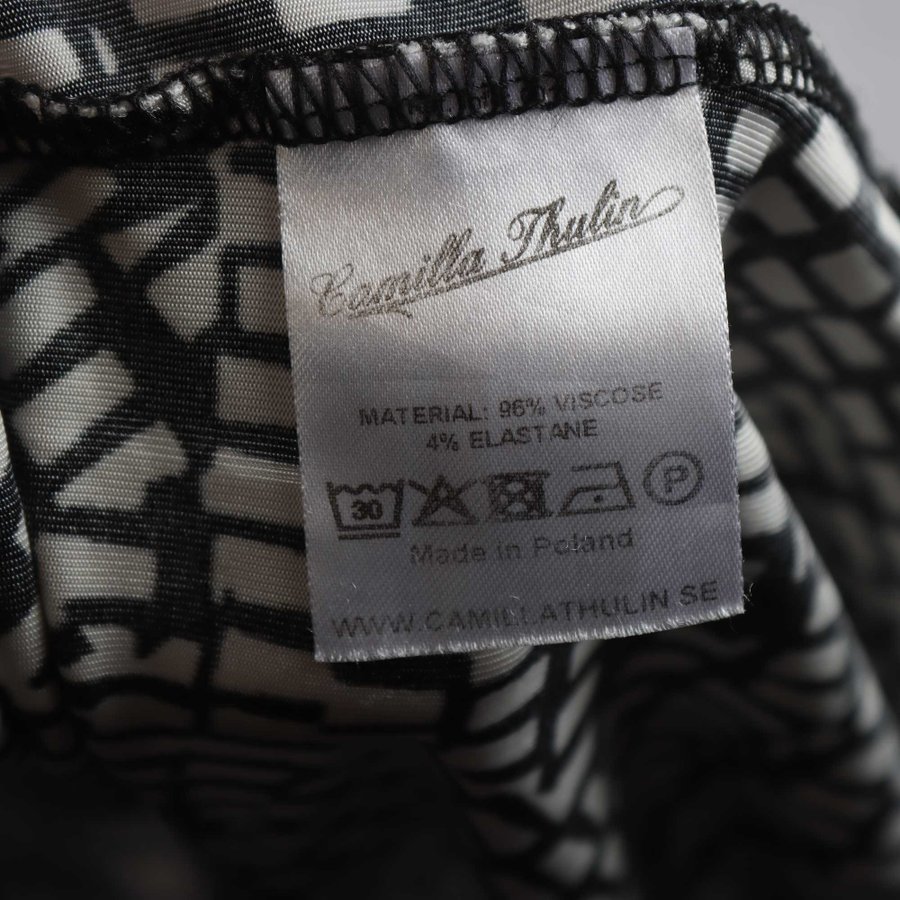 Camilla Thulin
MATERIAL: 96% VISCOSE
4% ELASTANE
30 P
Made in Poland
WWW.CAMILLATHULIN.SE